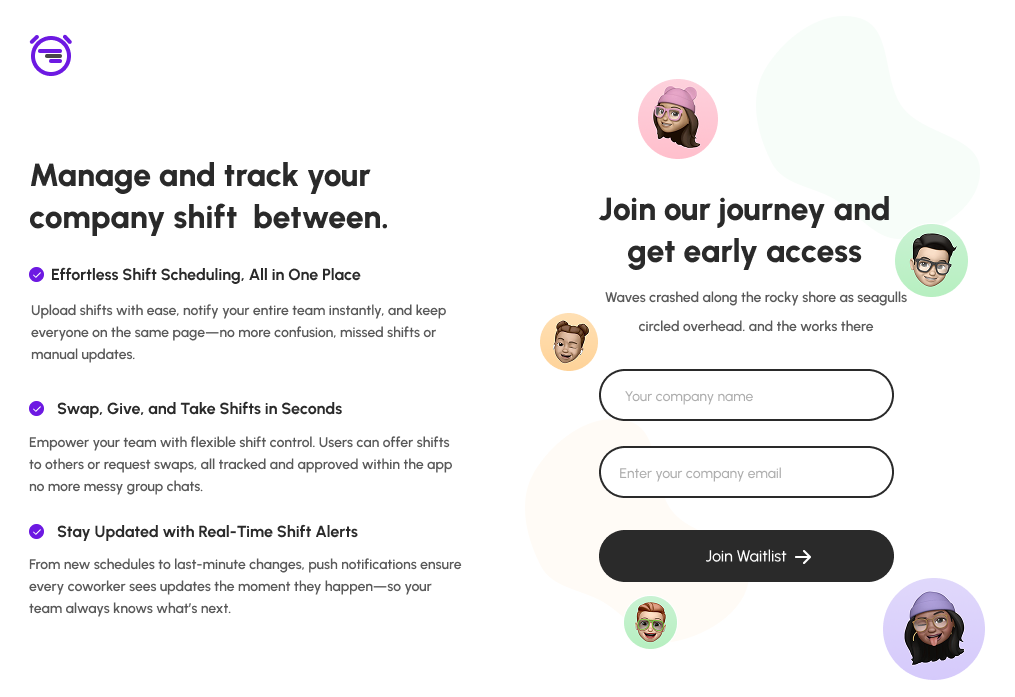 Manage and track your
company shift  between.
Effortless Shift Scheduling, All in One Place
Upload shifts with ease, notify your entire team instantly, and keep
everyone on the same page—no more confusion, missed shifts or
manual updates.
Swap, Give, and Take Shifts in Seconds
Empower your team with flexible shift control. Users can offer shifts
to others or request swaps, all tracked and approved within the app
no more messy group chats.
Stay Updated with Real-Time Shift Alerts
From new schedules to last-minute changes, push notifications ensure
every coworker sees updates the moment they happen—so your
team always knows what's next.
Join our journey and
get early access
Waves crashed along the rocky shore as seagulls
circled overhead. and the works there
Your company name
Enter your company email
Join Waitlist →